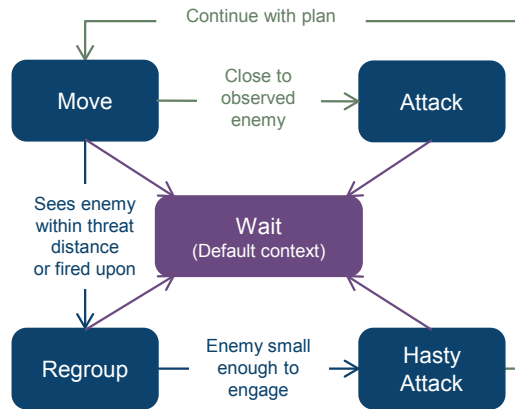 Continue with plan
Move
Close to
observed
enemy
Attack
Sees enemy
within threat
distance
or fired upon
Wait
(Default context)
Regroup
Enemy small
enough to
engage
Hasty
Attack